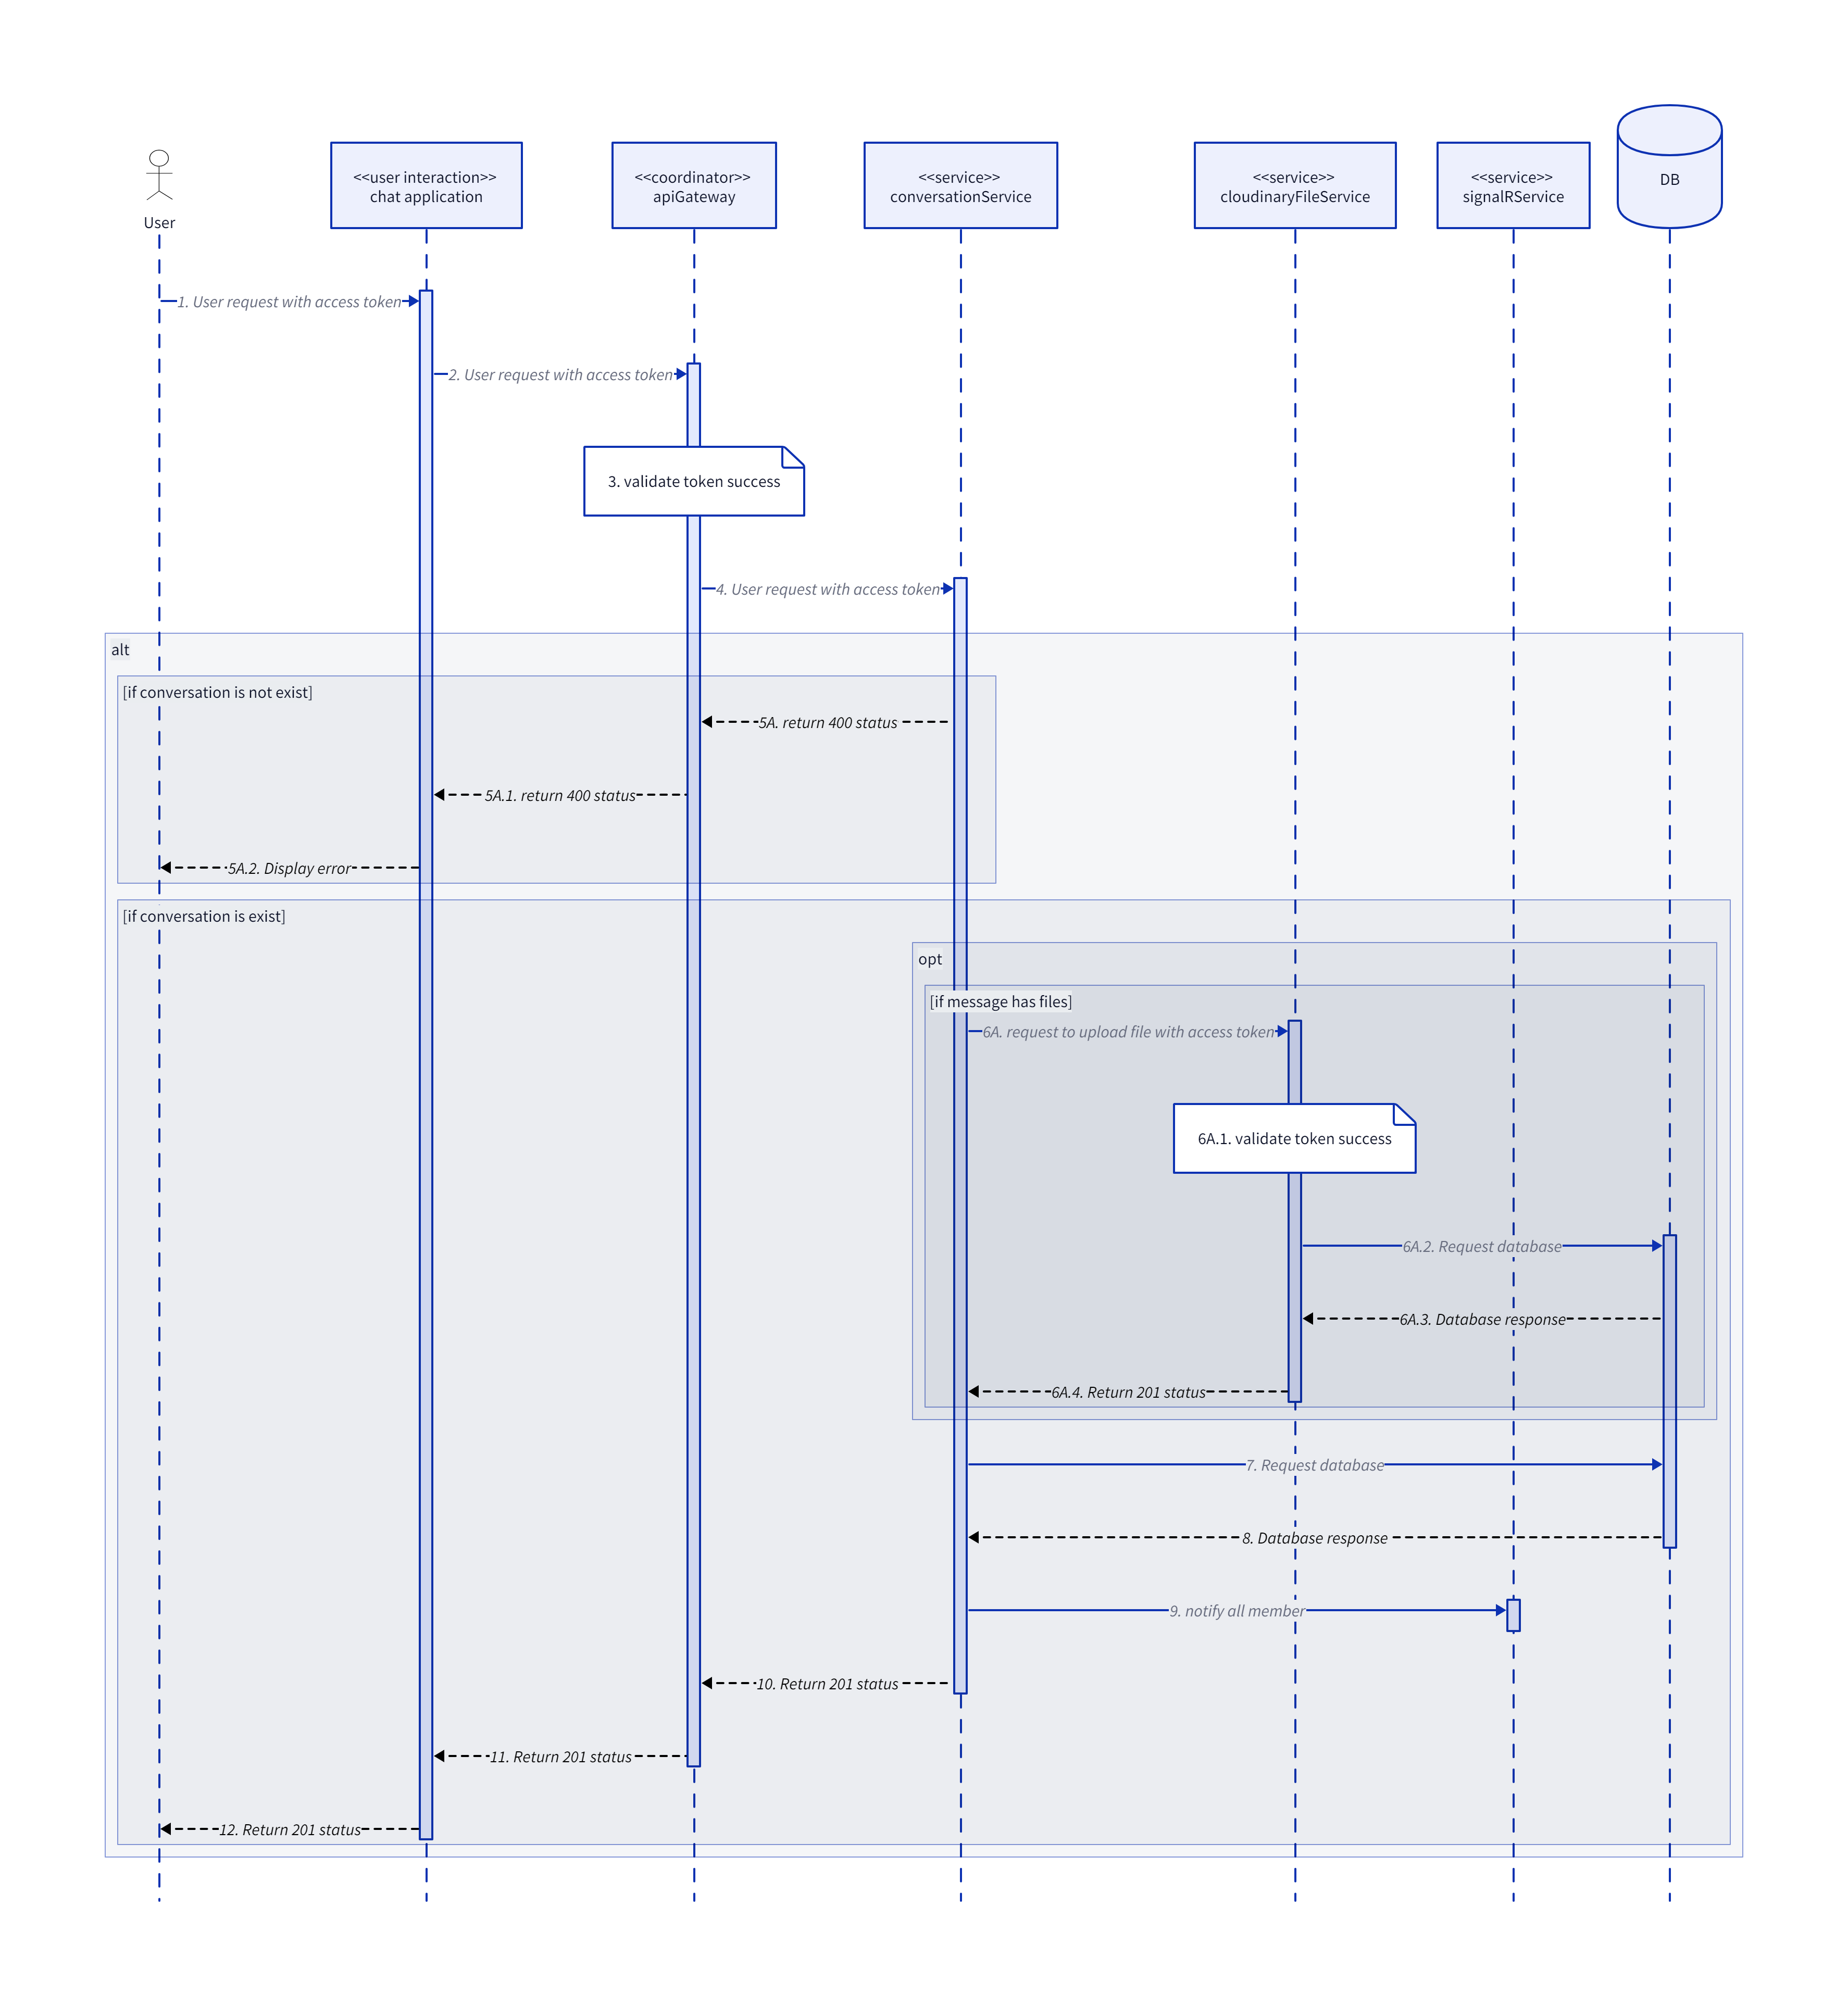 <<user interaction>>
chat application
<<coordinator>>
apiGateway
<<service>>
conversationService
<<service>>
cloudinaryFileService
<<service>>
signalRService
DB
User
1. User request with access token
2. User request with access token
3. validate token success
4. User request with access token
alt
[if conversation is not exist]
5A. return 400 status
5A.1. return 400 status
5A.2. Display error
[if conversation is exist]
opt
[if message has files]
6A. request to upload file with access token
6A.1. validate token success
6A.2. Request database
6A.3. Database response
6A.4. Return 201 status
7. Request database
8. Database response
9. notify all member
10. Return 201 status
11. Return 201 status
12. Return 201 status